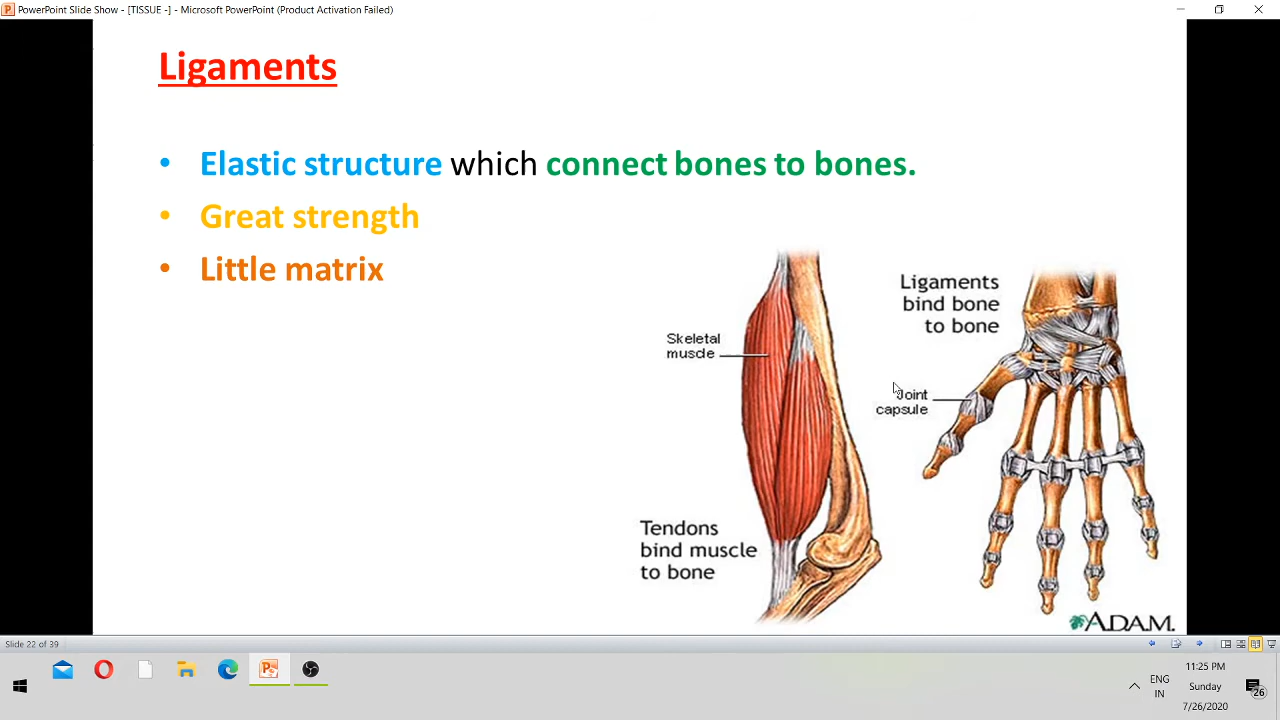 PowerPoint Slide Show - [TISSUE -] - Microsoft PowerPoint (Product Activation Failed)
Ligaments
• Elastic structure which connect bones to bones.
• Great strength
• Little matrix
Ligaments
bind bone
to bone
Skeletal
muscle
Joint
capsule
Tendons
bind muscle
to bone
A.D.A.M.
Slide 22 of 39
11:25 PM
ENG
IN
Sunday
7/26/2020
26